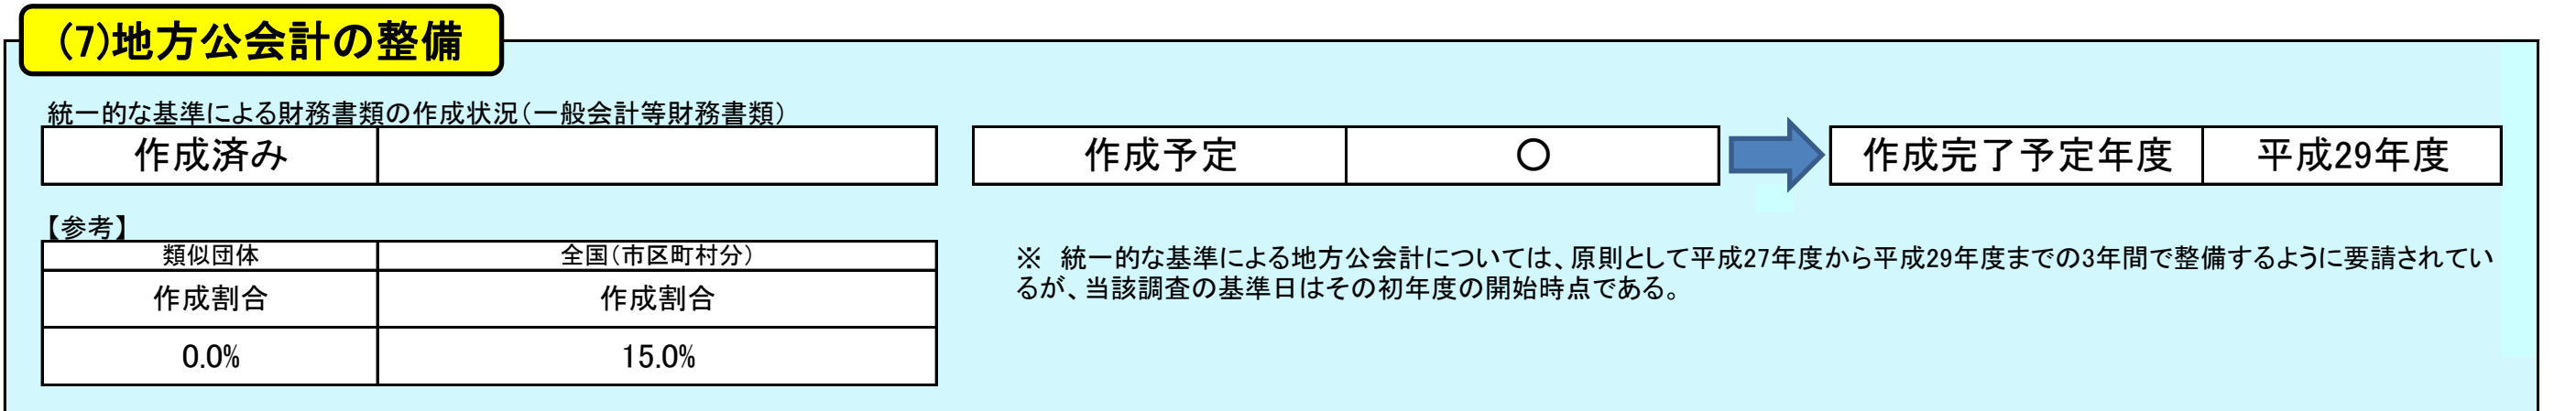 (7)地方公会計の整備
統一的な基準による財務書類の作成状況(一般会計等財務書類)
作成済み 作成予定 ○ 作成完了予定年度 平成29年度
【参考】
類似団体 全国(市区町村分)
作成割合 作成割合
0.0% 15.0%
※ 統一的な基準による地方公会計については、原則として平成27年度から平成29年度までの3年間で整備するように要請されてい
るが、当該調査の基準日はその初年度の開始時点である。